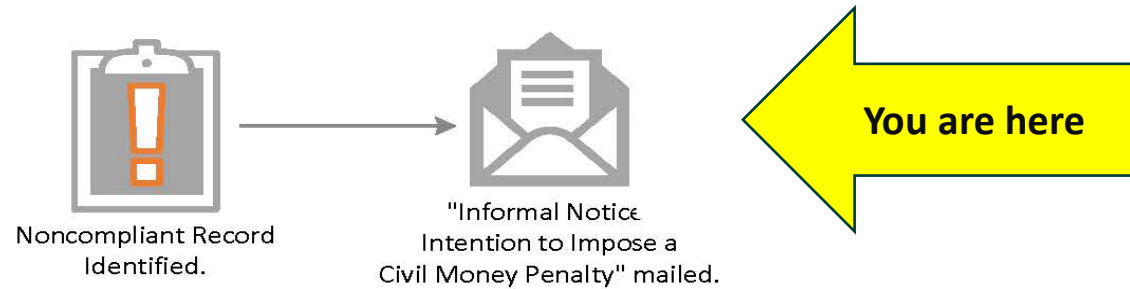 You are here
Noncompliant Record
Identified.
"Informal Notice
Intention to Impose a
Civil Money Penalty" mailed.